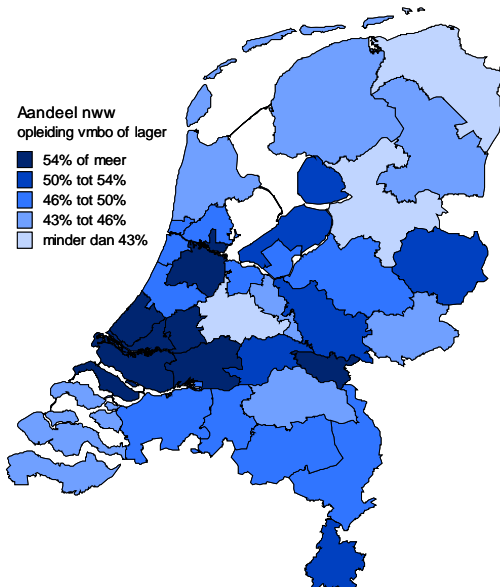 Aandeel nww
opleiding vmbo of lager
54% of meer
50% tot 54%
46% tot 50%
43% tot 46%
minder dan 43%